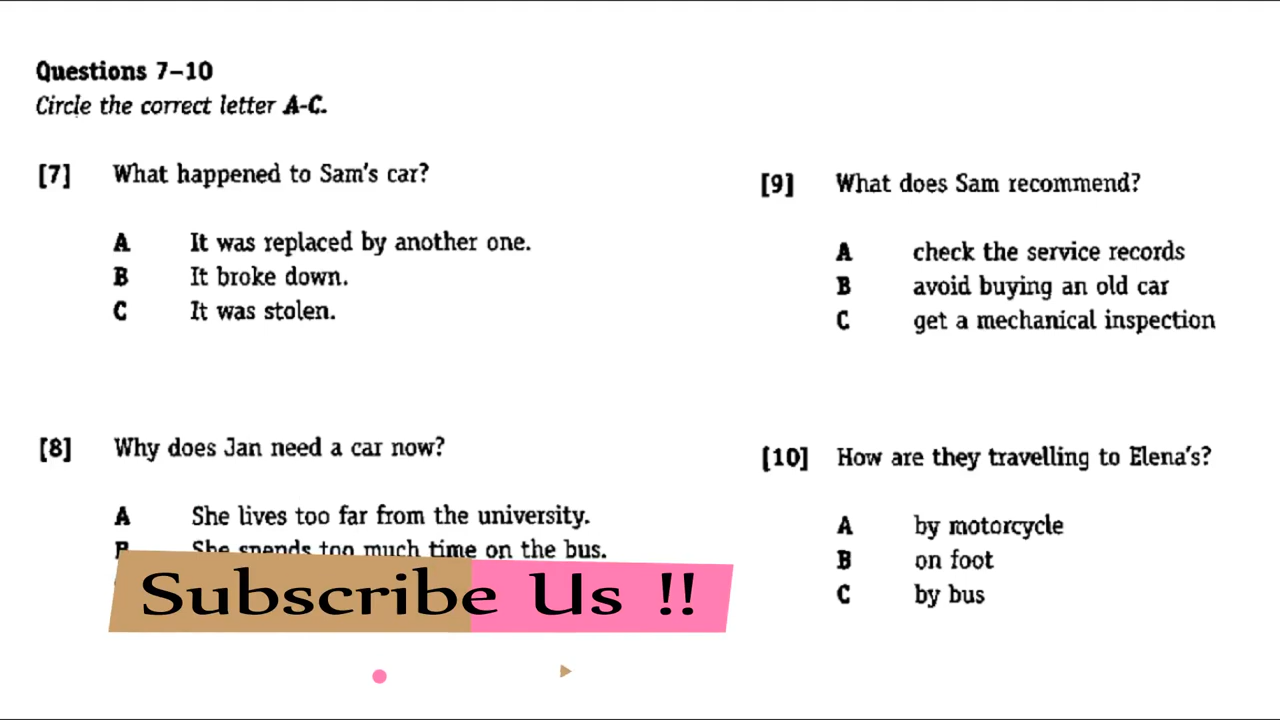 Questions 7–10
Circle the correct letter A-C.
[7] What happened to Sam's car?
A It was replaced by another one.
B It broke down.
C It was stolen.
[8] Why does Jan need a car now?
A She lives too far from the university.
B She spends too much time on the bus.
Subscribe Us !!
[9] What does Sam recommend?
A check the service records
B avoid buying an old car
C get a mechanical inspection
[10] How are they travelling to Elena's?
A by motorcycle
B on foot
C by bus